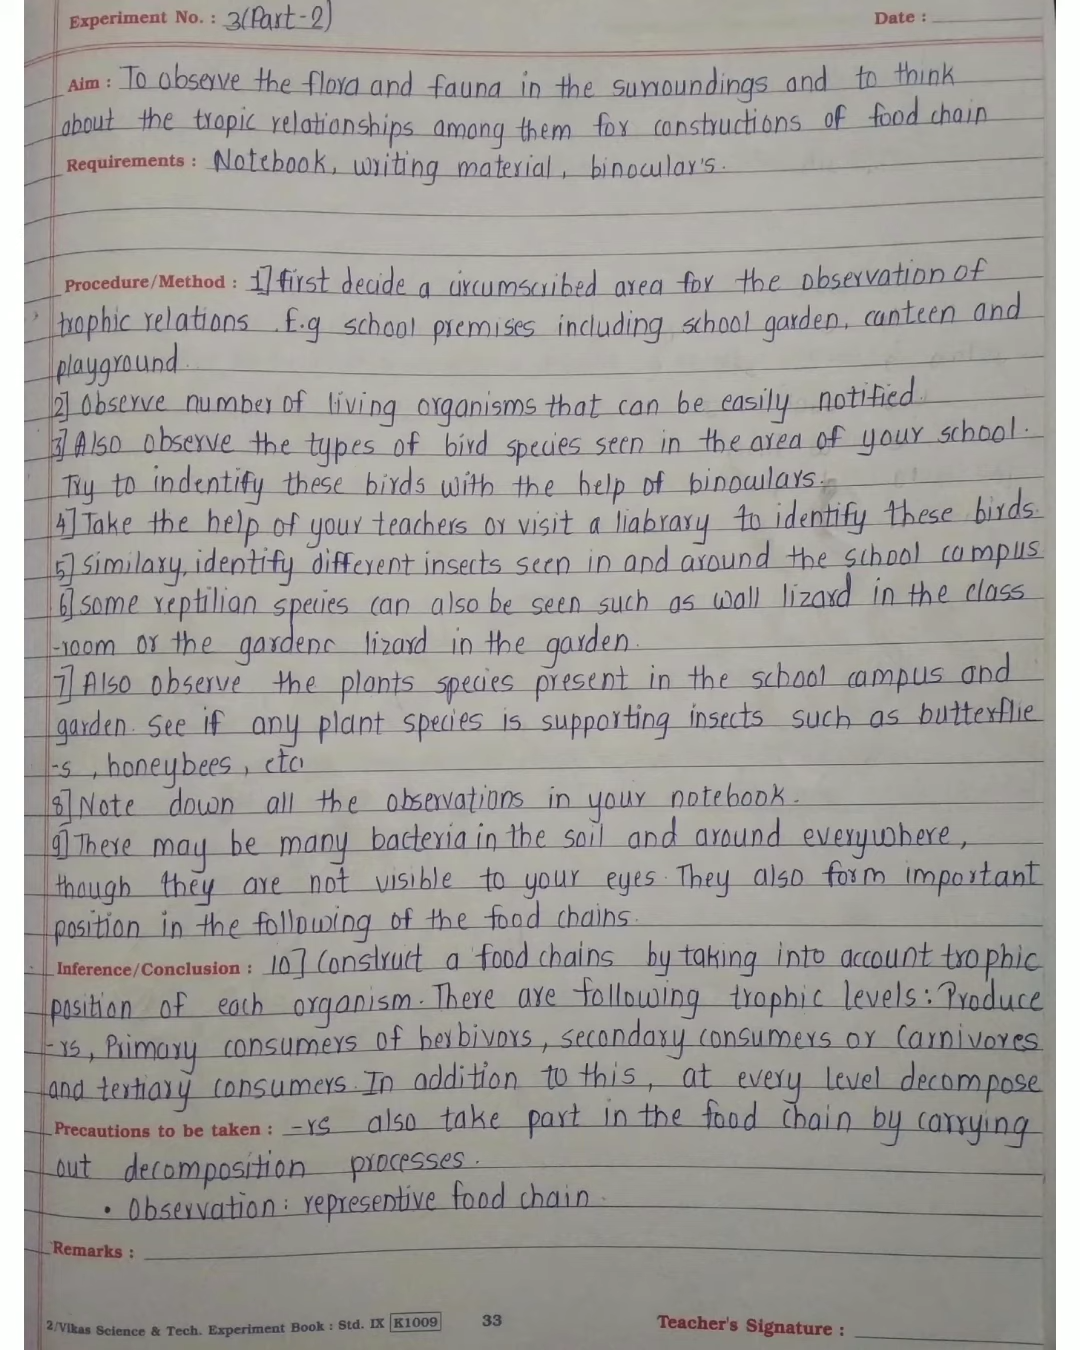 Experiment No. : 3(Part-2)
Date :
Aim : To observe the flora and fauna in the surroundings and to think
about the tropic relationships among them for constructions of food chain
Requirements : Notebook, writing material, binocular's.
Procedure/Method : 1] first decide a circumscribed area for the observation of
trophic relations E.g school premises including school garden, canteen and
playground.
2] Observe number of living organisms that can be easily notified.
3] Also observe the types of bird species seen in the area of your school.
Try to indentify these birds with the help of binoculars.
4] Take the help of your teachers or visit a liabrary to identify these birds.
5] Similary, identify different insects seen in and around the school campus
6] some reptilian species can also be seen such as wall lizard in the class
-room or the gardenc lizard in the garden.
7] Also observe the plants species present in the school campus and
garden. See if any plant species is supporting insects such as butterflie
-s, honeybees, etc.
8] Note down all the observations in your notebook.
9] There may be many bacteria in the soil and around everywhere,
though they are not visible to your eyes. They also form important
position in the following of the food chains.
Inference/Conclusion : 10] Construct a food chains by taking into account trophic
position of each organism. There are following trophic levels: Produce
-rs, Primary consumers of herbivors, secondary consumers or Carnivores
and tertiary consumers. In addition to this, at every level decompose
Precautions to be taken : -rs also take part in the food chain by carrying
out decomposition processes.
• Observation: representive food chain.
Remarks :
2/Vikas Science & Tech. Experiment Book : Std. IX K1009 33 Teacher's Signature :